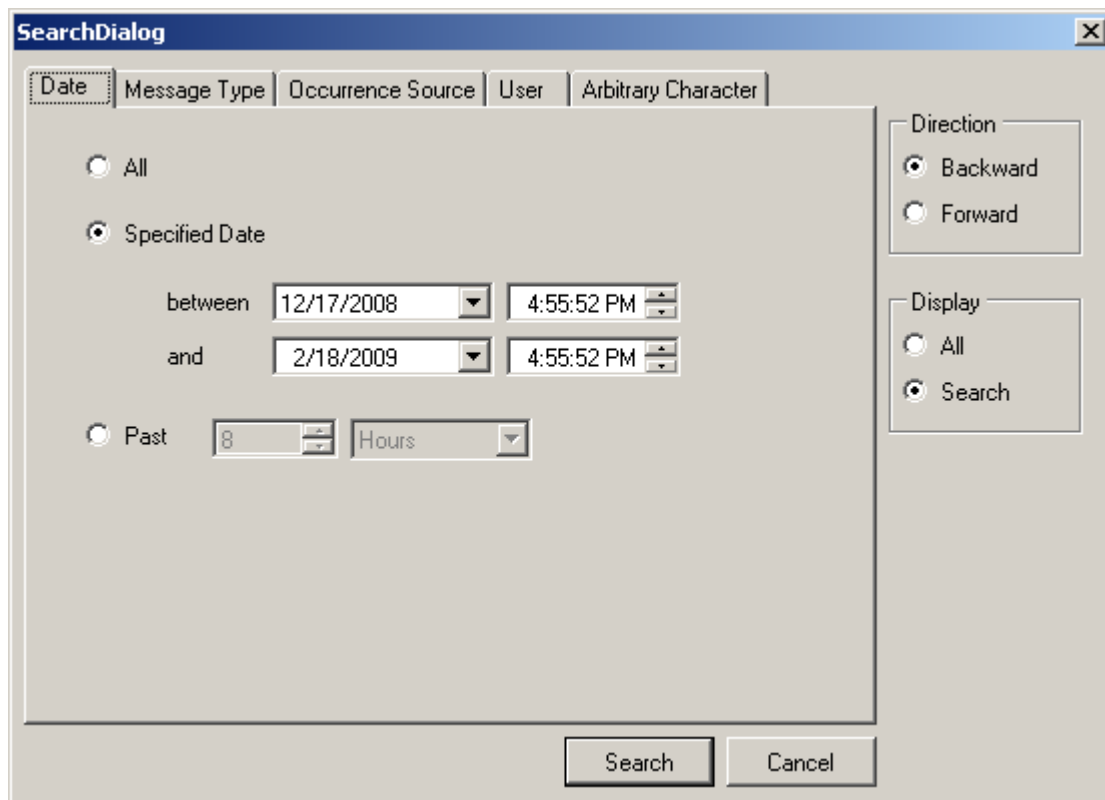 SearchDialog
Date Message Type Occurrence Source User Arbitrary Character
All
Specified Date
between 12/17/2008 4:55:52 PM
and 2/18/2009 4:55:52 PM
Past 8 Hours
Direction
Backward
Forward
Display
All
Search
Search Cancel